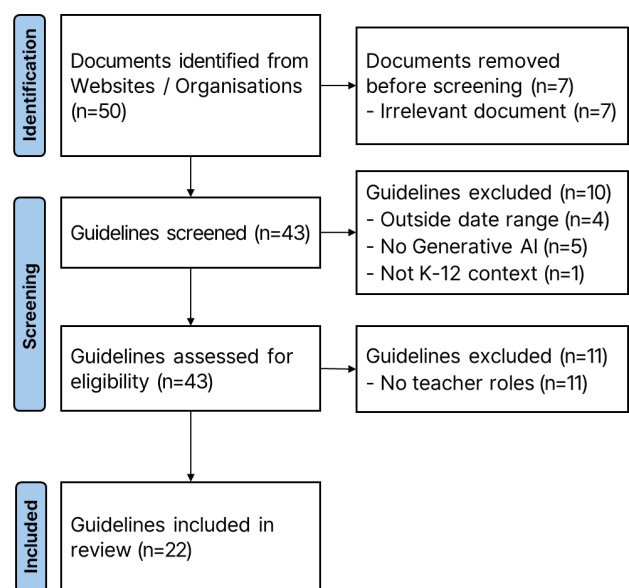 Identification
Documents identified from
Websites / Organisations
(n=50)
Documents removed
before screening (n=7)
- Irrelevant document (n=7)
Screening
Guidelines screened (n=43)
Guidelines excluded (n=10)
- Outside date range (n=4)
- No Generative AI (n=5)
- Not K-12 context (n=1)
Guidelines assessed for
eligibility (n=43)
Guidelines excluded (n=11)
- No teacher roles (n=11)
Included
Guidelines included in
review (n=22)